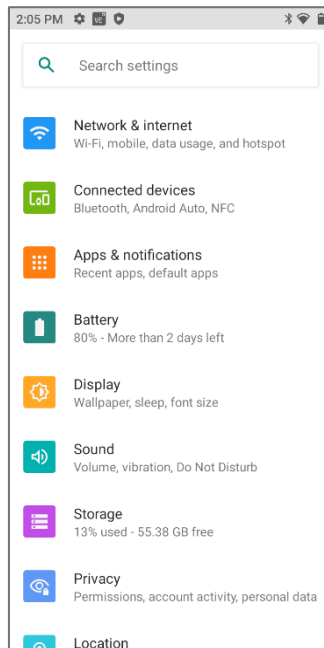 2:05 PM
Search settings
Network & internet
Wi-Fi, mobile, data usage, and hotspot
Connected devices
Bluetooth, Android Auto, NFC
Apps & notifications
Recent apps, default apps
Battery
80% - More than 2 days left
Display
Wallpaper, sleep, font size
Sound
Volume, vibration, Do Not Disturb
Storage
13% used - 55.38 GB free
Privacy
Permissions, account activity, personal data
Location